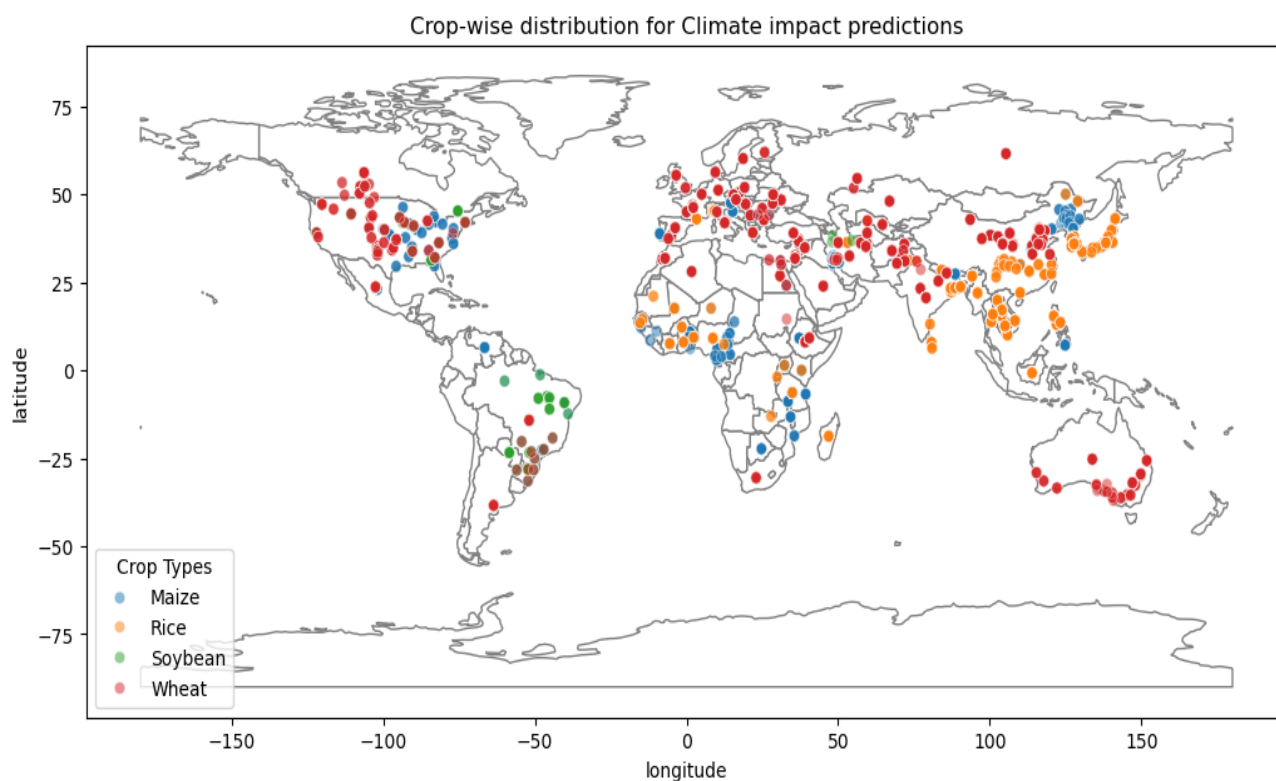 Crop-wise distribution for Climate impact predictions
75
50
25
0
−25
−50
−75
latitude
Crop Types
Maize
Rice
Soybean
Wheat
−150 −100 −50 0 50 100 150
longitude